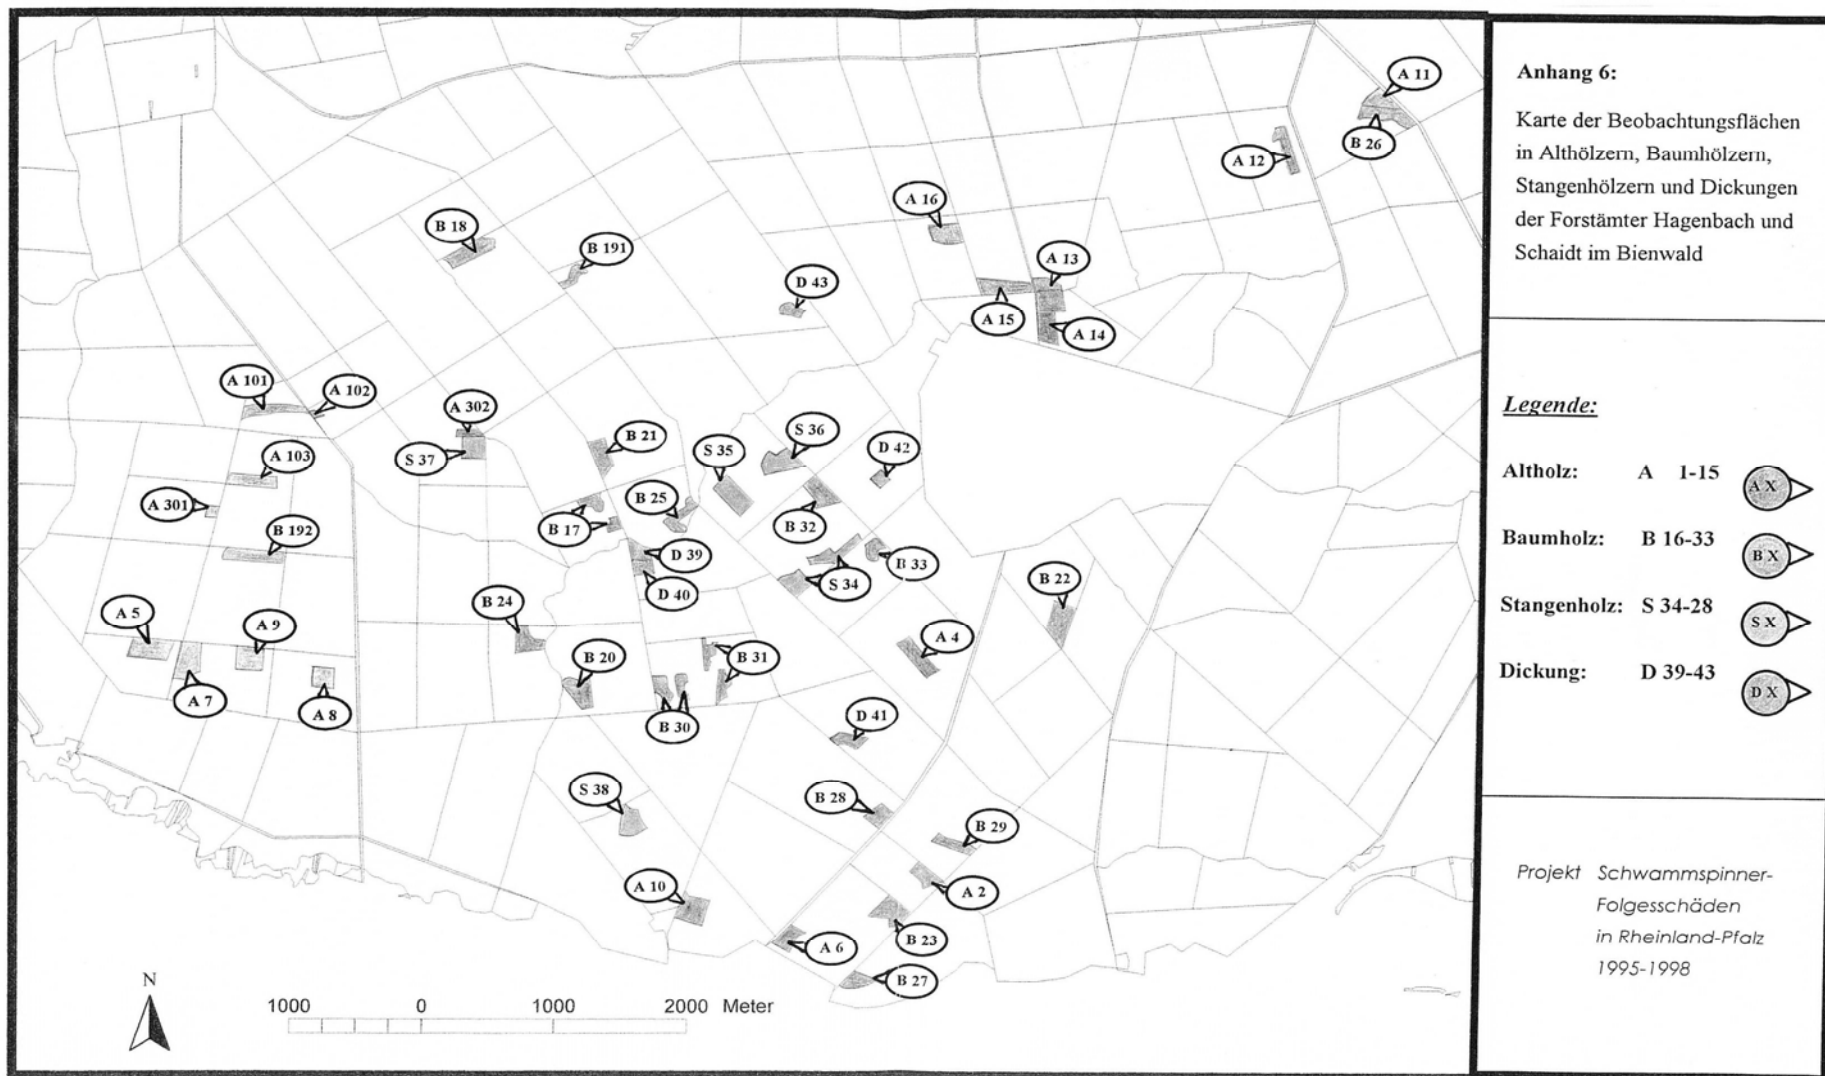 A 11
B 26
A 12
A 16
B 18
B 191
A 13
D 43
A 15
A 14
A 101
A 102
A 302
S 37
B 21
S 35
S 36
D 42
A 103
A 301
B 192
B 17
B 25
B 32
D 39
D 40
S 34
B 33
B 22
B 24
A 5
A 9
A 4
B 20
B 31
A 7
A 8
B 30
D 41
S 38
B 28
B 29
A 10
A 2
A 6
B 23
B 27
N
1000 0 1000 2000 Meter
Anhang 6:
Karte der Beobachtungsflächen
in Althölzern, Baumhölzern,
Stangenhölzern und Dickungen
der Forstämter Hagenbach und
Schaidt im Bienwald
Legende:
Altholz: A 1-15 A X
Baumholz: B 16-33 B X
Stangenholz: S 34-28 S X
Dickung: D 39-43 D X
Projekt Schwammspinner-
Folgesschäden
in Rheinland-Pfalz
1995-1998